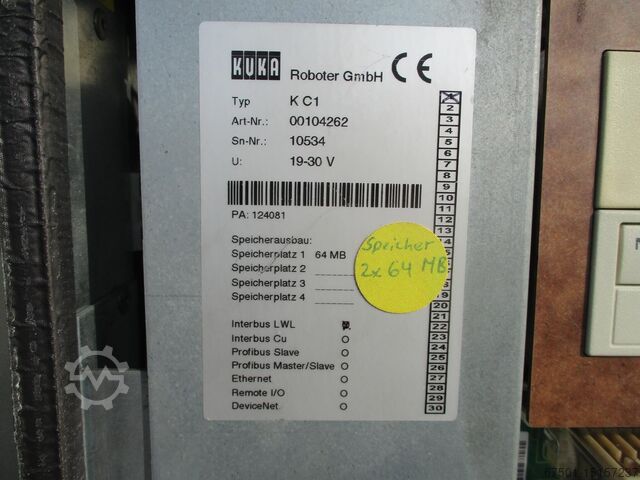 KUKA Roboter GmbH CE
Typ K C1
Art-Nr.: 00104262
Sn-Nr.: 10534
U: 19-30 V
PA: 124081
Speicherausbau:
Speicherplatz 1 64 MB
Speicherplatz 2
Speicherplatz 3
Speicherplatz 4
Interbus LWL
Interbus Cu
Profibus Slave
Profibus Master/Slave
Ethernet
Remote I/O
DeviceNet
2
3
4
5
6
7
8
9
10
11
12
13
14
20
21
22
23
24
25
26
27
28
29
30
Speicher
2x 64 MB